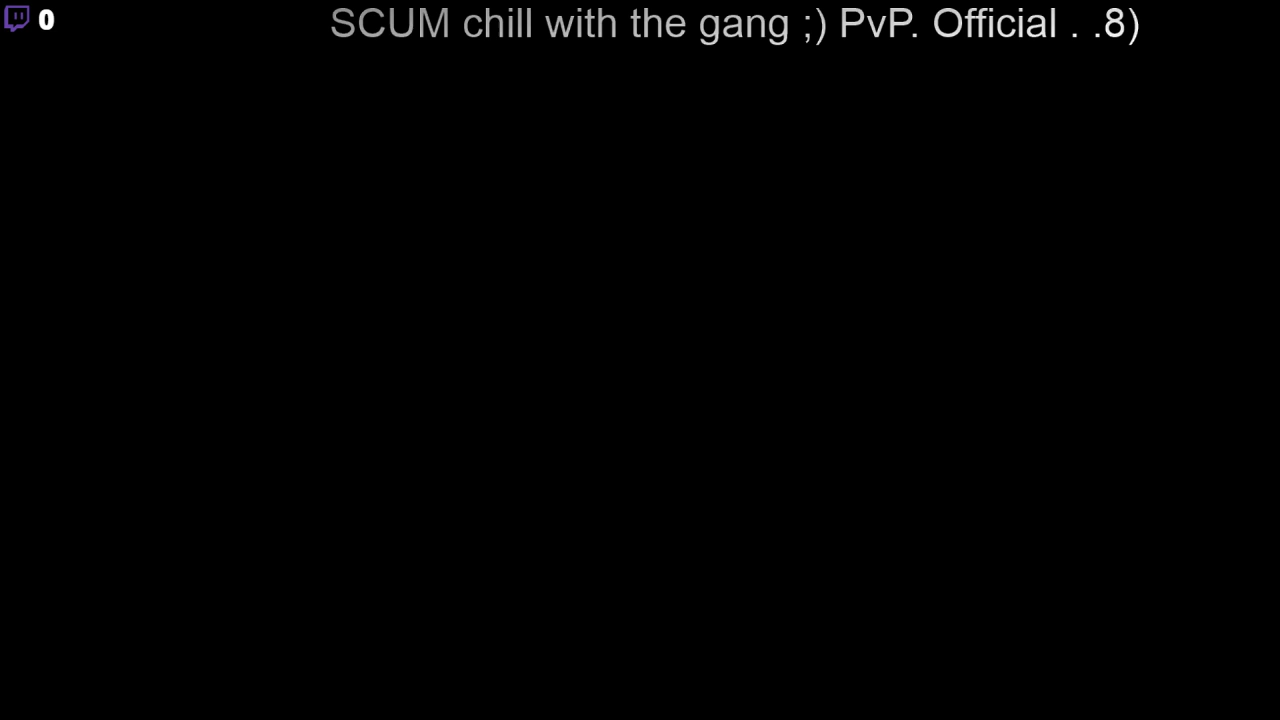 0
SCUM chill with the gang ;) PvP. Official . .8)